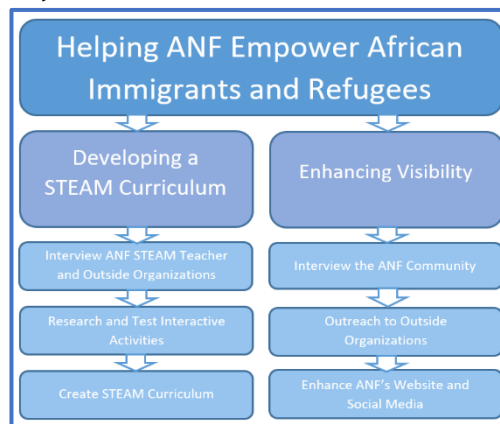 Helping ANF Empower African
Immigrants and Refugees
Developing a
STEAM Curriculum
Interview ANF STEAM Teacher
and Outside Organizations
Research and Test Interactive
Activities
Create STEAM Curriculum
Enhancing Visibility
Interview the ANF Community
Outreach to Outside
Organizations
Enhance ANF's Website and
Social Media